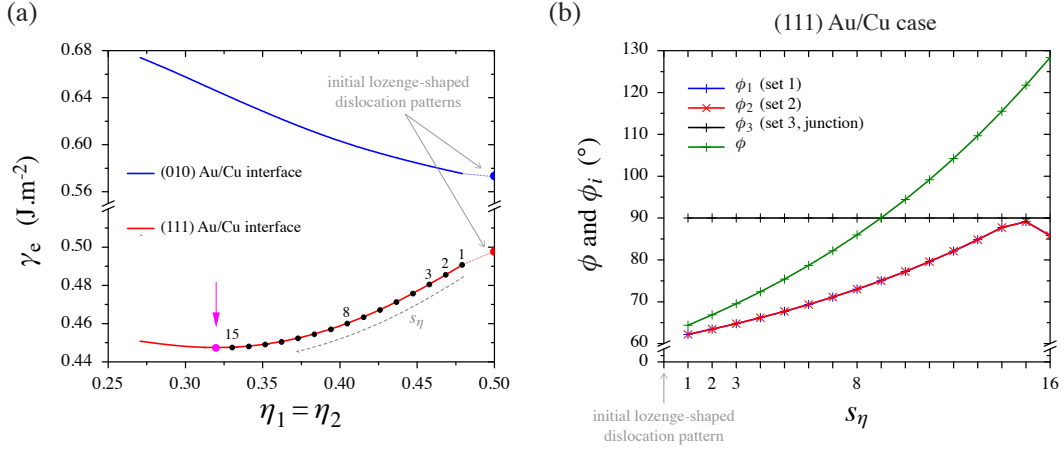 (a)
0.68
0.64
0.60
0.56
0.50
0.48
0.46
0.44
γe (J.m-2)
initial lozenge-shaped
dislocation patterns
(010) Au/Cu interface
(111) Au/Cu interface
1
2
3
8
15
sη
0.25 0.30 0.35 0.40 0.45 0.50
η1 = η2
(b)
(111) Au/Cu case
130
120
110
100
90
80
70
60
0
ϕ and ϕi (°)
ϕ1 (set 1)
ϕ2 (set 2)
ϕ3 (set 3, junction)
ϕ
1 2 3 8 16
sη
initial lozenge-shaped
dislocation pattern